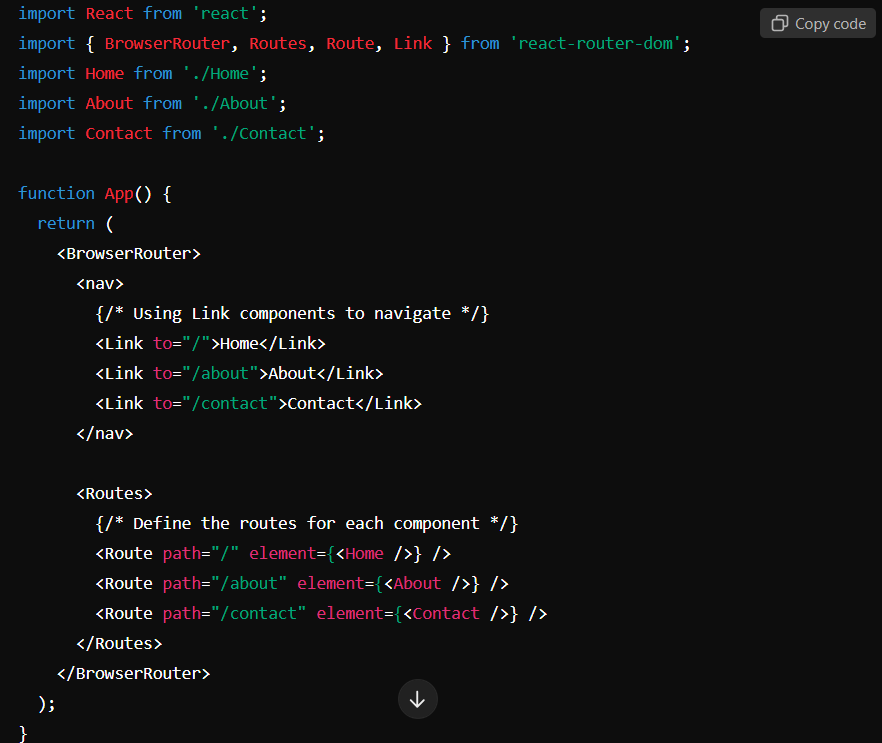 import React from 'react';
Copy code
import { BrowserRouter, Routes, Route, Link } from 'react-router-dom';
import Home from './Home';
import About from './About';
import Contact from './Contact';
function App() {
return (
<BrowserRouter>
<nav>
{/* Using Link components to navigate */}
<Link to="/">Home</Link>
<Link to="/about">About</Link>
<Link to="/contact">Contact</Link>
</nav>
<Routes>
{/* Define the routes for each component */}
<Route path="/" element={<Home />} />
<Route path="/about" element={<About />} />
<Route path="/contact" element={<Contact />} />
</Routes>
</BrowserRouter>
);
}